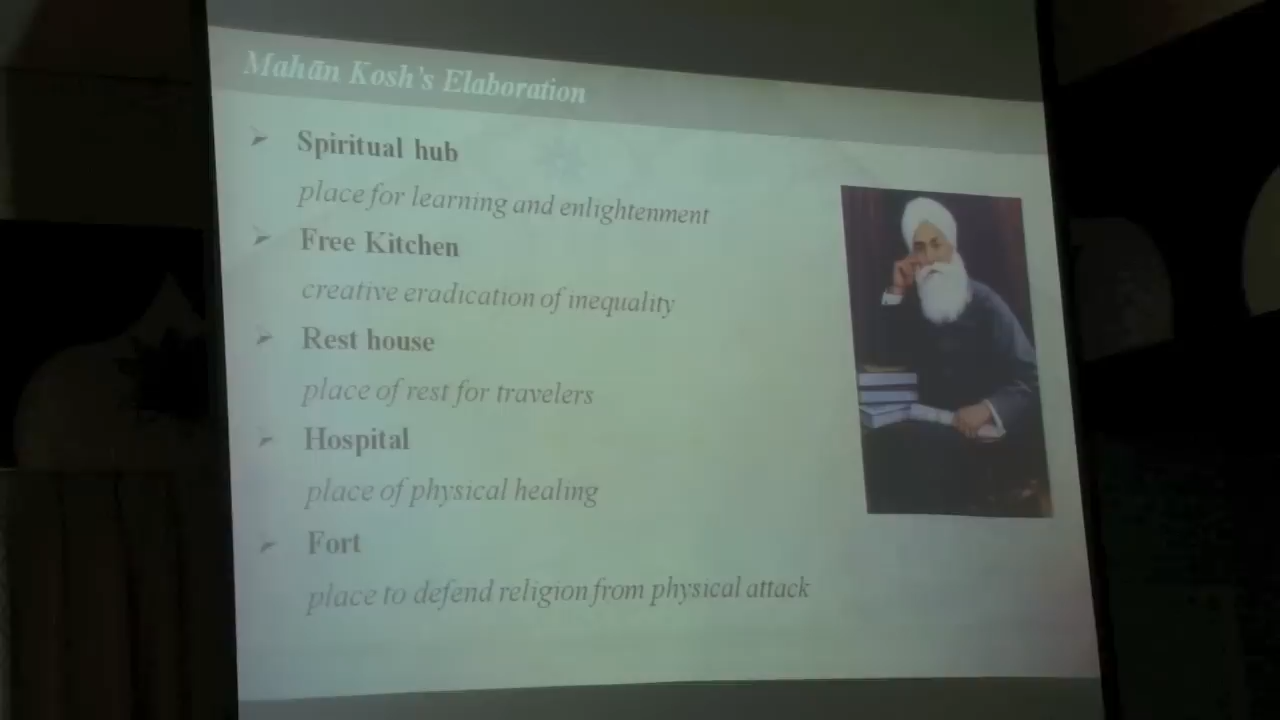 Mahān Kosh's Elaboration
Spiritual hub
place for learning and enlightenment
Free Kitchen
creative eradication of inequality
Rest house
place of rest for travelers
Hospital
place of physical healing
Fort
place to defend religion from physical attack